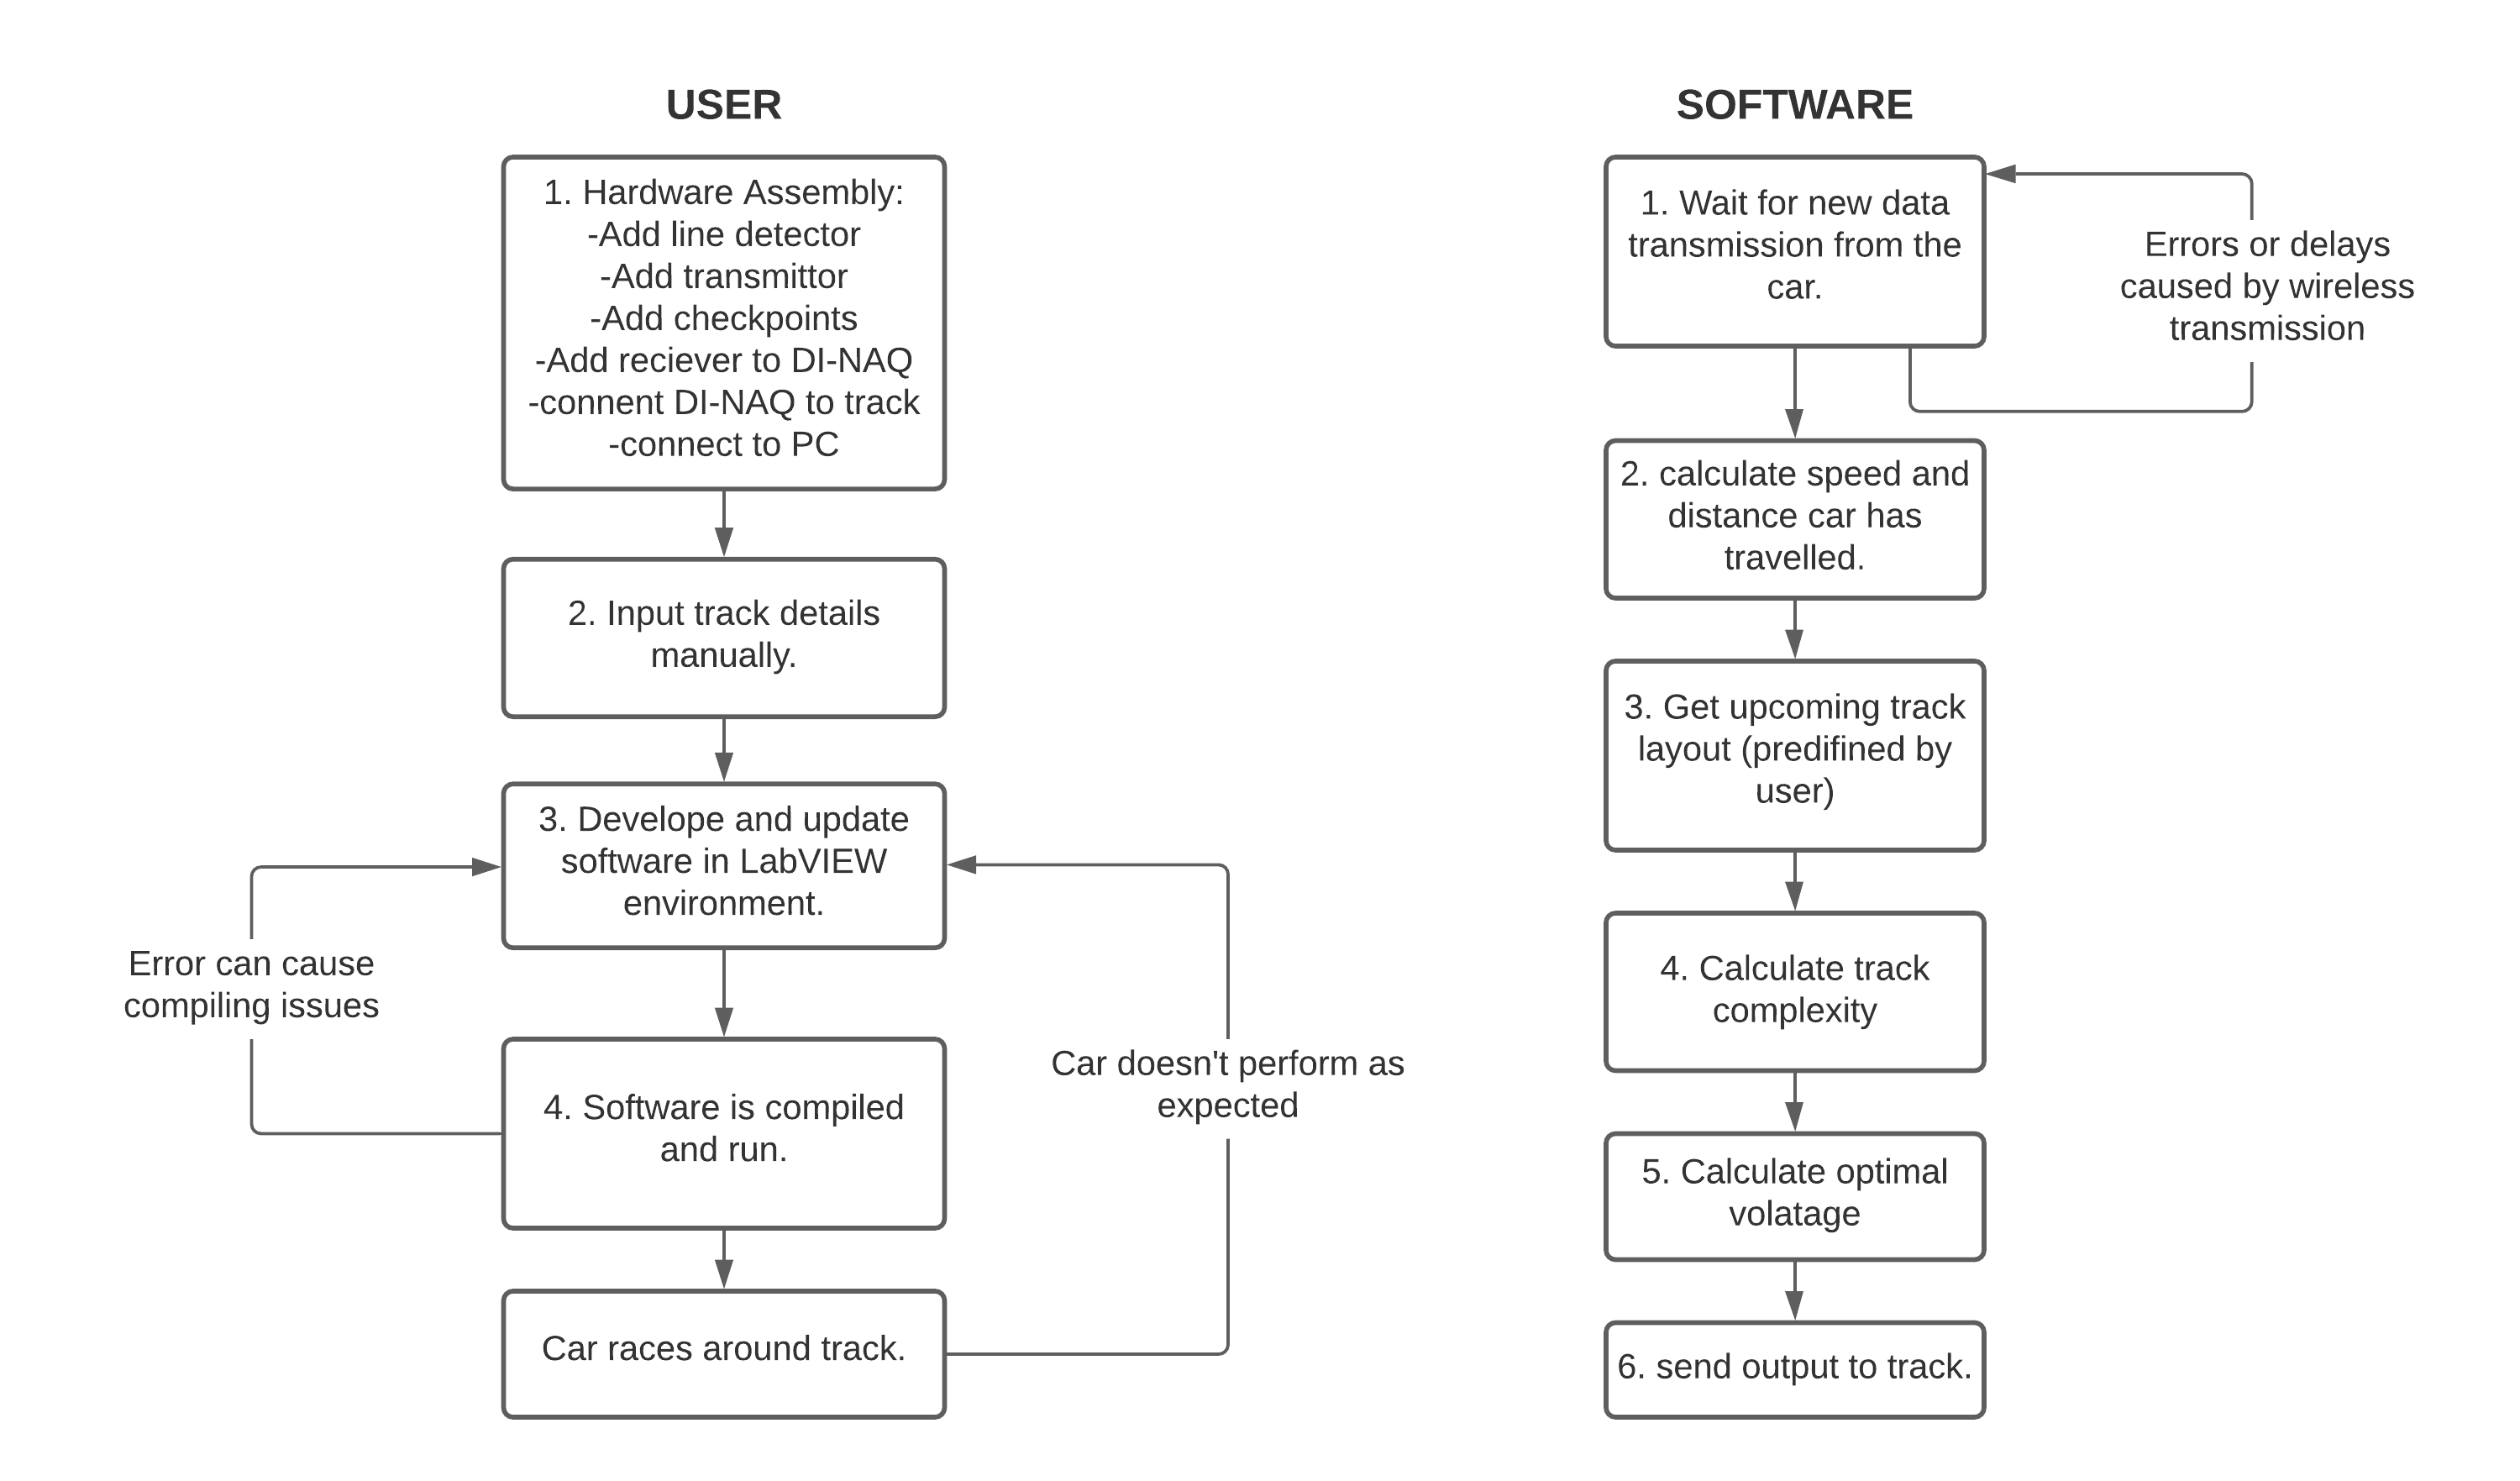 USER
1. Hardware Assembly:
-Add line detector
-Add transmittor
-Add checkpoints
-Add reciever to DI-NAQ
-connent DI-NAQ to track
-connect to PC
2. Input track details
manually.
3. Develope and update
software in LabVIEW
environment.
Error can cause
compiling issues
4. Software is compiled
and run.
Car doesn't perform as
expected
Car races around track.
SOFTWARE
1. Wait for new data
transmission from the
car.
Errors or delays
caused by wireless
transmission
2. calculate speed and
distance car has
travelled.
3. Get upcoming track
layout (predifined by
user)
4. Calculate track
complexity
5. Calculate optimal
volatage
6. send output to track.